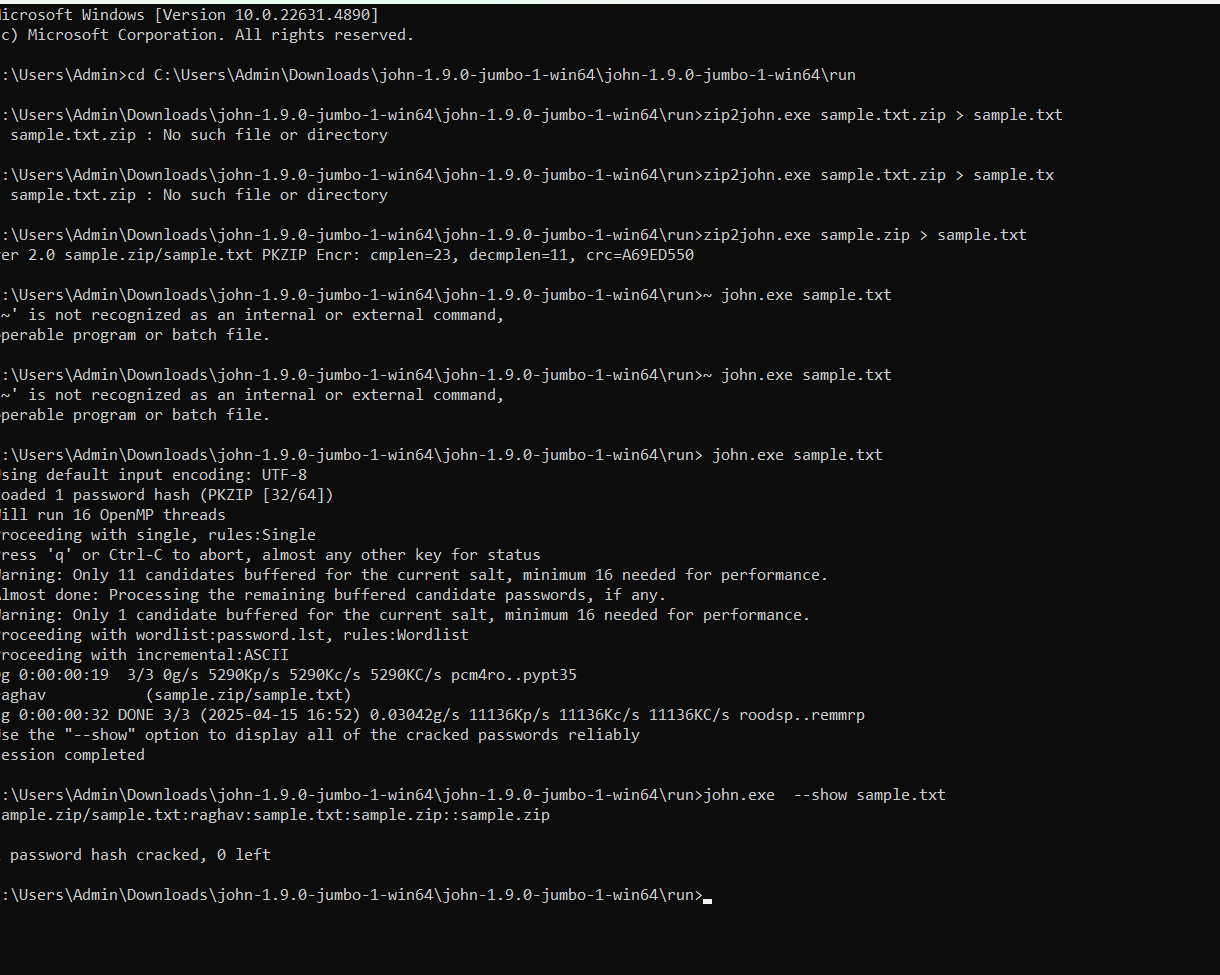 icrosoft Windows [Version 10.0.22631.4890]
c) Microsoft Corporation. All rights reserved.
:\Users\Admin>cd C:\Users\Admin\Downloads\john-1.9.0-jumbo-1-win64\john-1.9.0-jumbo-1-win64\run
:\Users\Admin\Downloads\john-1.9.0-jumbo-1-win64\john-1.9.0-jumbo-1-win64\run>zip2john.exe sample.txt.zip > sample.txt
sample.txt.zip : No such file or directory
:\Users\Admin\Downloads\john-1.9.0-jumbo-1-win64\john-1.9.0-jumbo-1-win64\run>zip2john.exe sample.txt.zip > sample.tx
sample.txt.zip : No such file or directory
:\Users\Admin\Downloads\john-1.9.0-jumbo-1-win64\john-1.9.0-jumbo-1-win64\run>zip2john.exe sample.zip > sample.txt
er 2.0 sample.zip/sample.txt PKZIP Encr: cmplen=23, decmplen=11, crc=A69ED550
:\Users\Admin\Downloads\john-1.9.0-jumbo-1-win64\john-1.9.0-jumbo-1-win64\run>~ john.exe sample.txt
~' is not recognized as an internal or external command,
perable program or batch file.
:\Users\Admin\Downloads\john-1.9.0-jumbo-1-win64\john-1.9.0-jumbo-1-win64\run>~ john.exe sample.txt
~' is not recognized as an internal or external command,
perable program or batch file.
:\Users\Admin\Downloads\john-1.9.0-jumbo-1-win64\john-1.9.0-jumbo-1-win64\run> john.exe sample.txt
sing default input encoding: UTF-8
oaded 1 password hash (PKZIP [32/64])
ill run 16 OpenMP threads
roceeding with single, rules:Single
ress 'q' or Ctrl-C to abort, almost any other key for status
arning: Only 11 candidates buffered for the current salt, minimum 16 needed for performance.
lmost done: Processing the remaining buffered candidate passwords, if any.
arning: Only 1 candidate buffered for the current salt, minimum 16 needed for performance.
roceeding with wordlist:password.lst, rules:Wordlist
roceeding with incremental:ASCII
g 0:00:00:19  3/3 0g/s 5290Kp/s 5290Kc/s 5290KC/s pcm4ro..pypt35
aghav           (sample.zip/sample.txt)
g 0:00:00:32 DONE 3/3 (2025-04-15 16:52) 0.03042g/s 11136Kp/s 11136Kc/s 11136KC/s roodsp..remmrp
se the "--show" option to display all of the cracked passwords reliably
ession completed
:\Users\Admin\Downloads\john-1.9.0-jumbo-1-win64\john-1.9.0-jumbo-1-win64\run>john.exe  --show sample.txt
ample.zip/sample.txt:raghav:sample.txt:sample.zip::sample.zip
password hash cracked, 0 left
:\Users\Admin\Downloads\john-1.9.0-jumbo-1-win64\john-1.9.0-jumbo-1-win64\run>